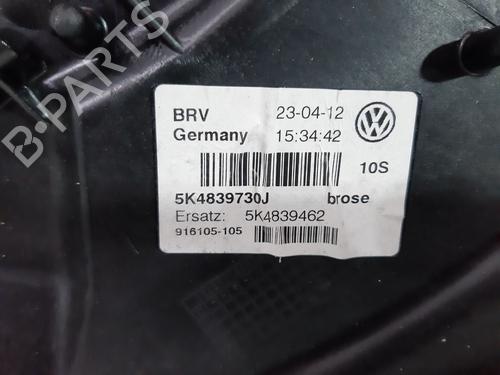 B-PARTS
BRV 23-04-12
Germany 15:34:42
10S
5K4839730J brose
Ersatz: 5K4839462
916105-105